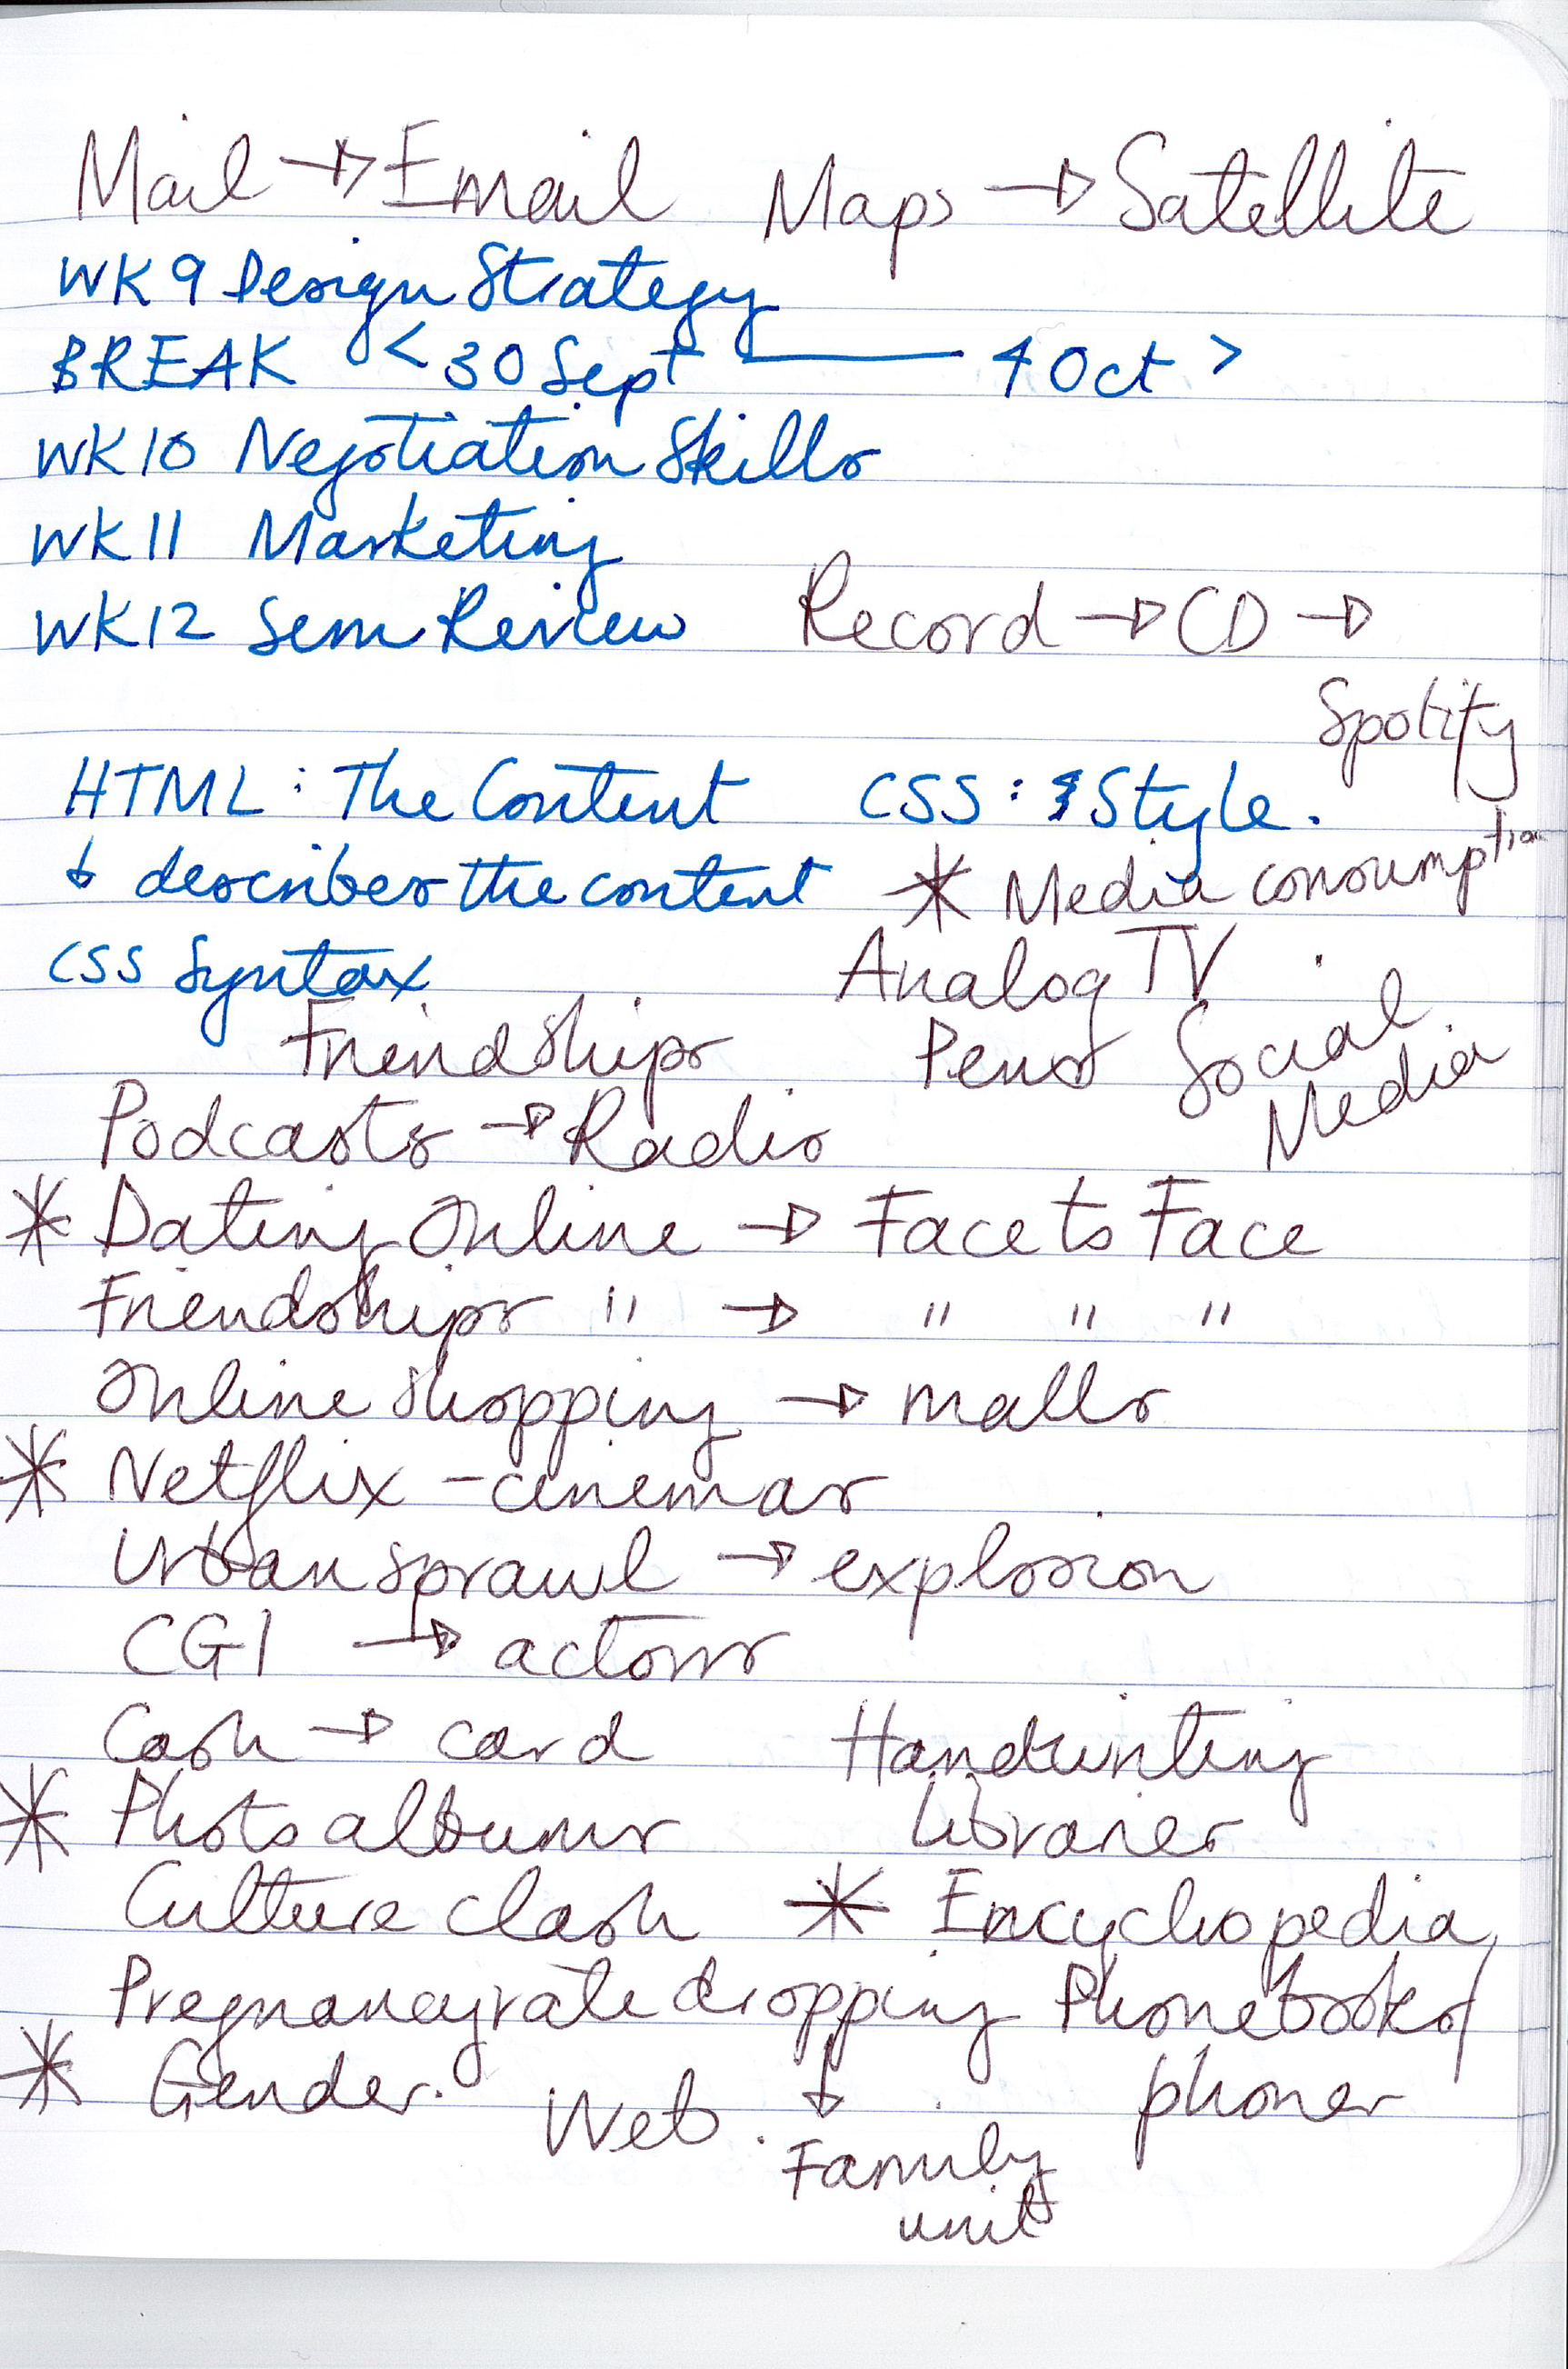 Mail → Email Maps → Satellite
WK 9 Design Strategy
BREAK < 30 Sept —— 4 Oct >
WK 10 Negotiation Skills
WK 11 Marketing
WK 12 Sem Review Record → CD →
Spotify
HTML : The Content CSS : Style.
↓ describes the content * Media consumption
CSS Syntax Analog TV
Friendships Pens Social
Media
Podcasts → Radio
* Dating Online → Face to Face
Friendships " → " " "
Online Shopping → malls
* Netflix - cinemas
Urban sprawl → explosion
CGI → actors
Cash → card Handwriting
* Photo albums libraries
Culture clash * Encyclopedia
Pregnancy rate dropping Phonebooks/
* Gender. Web. ↓ phones
Family
unit